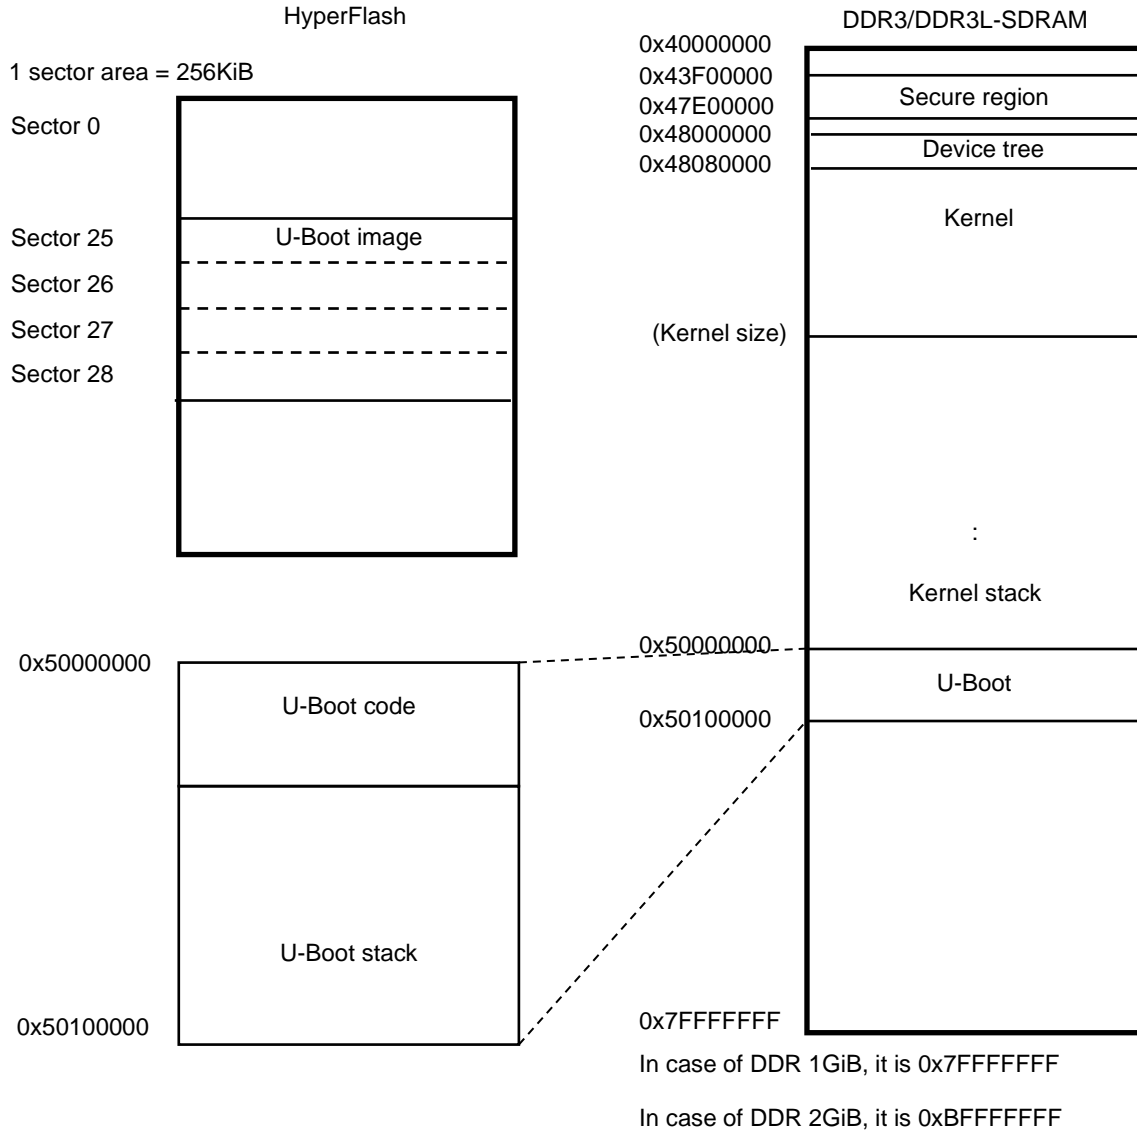 HyperFlash
1 sector area = 256KiB
Sector 0
Sector 25
U-Boot image
Sector 26
Sector 27
Sector 28
0x50000000
U-Boot code
U-Boot stack
0x50100000
DDR3/DDR3L-SDRAM
0x40000000
0x43F00000
Secure region
0x47E00000
0x48000000
Device tree
0x48080000
Kernel
(Kernel size)
:
Kernel stack
0x50000000
U-Boot
0x50100000
0x7FFFFFFF
In case of DDR 1GiB, it is 0x7FFFFFFF
In case of DDR 2GiB, it is 0xBFFFFFFF